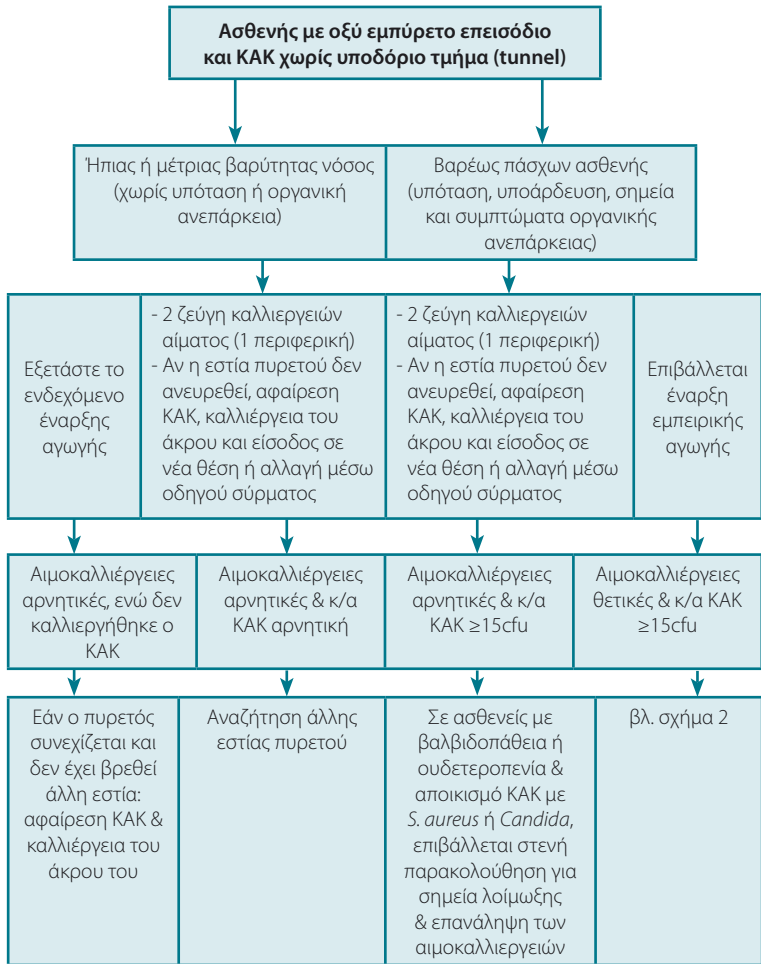 Ασθενής με οξύ εμπύρετο επεισόδιο
και ΚΑΚ χωρίς υποδόριο τμήμα (tunnel)
Ήπιας ή μέτριας βαρύτητας νόσος
(χωρίς υπόταση ή οργανική
ανεπάρκεια)
Βαρέως πάσχων ασθενής
(υπόταση, υποάρδευση, σημεία
και συμπτώματα οργανικής
ανεπάρκειας)
Εξετάστε το
ενδεχόμενο
έναρξης
αγωγής
- 2 ζεύγη καλλιεργειών
αίματος (1 περιφερική)
- Αν η εστία πυρετού δεν
ανευρεθεί, αφαίρεση
ΚΑΚ, καλλιέργεια του
άκρου και είσοδος σε
νέα θέση ή αλλαγή μέσω
οδηγού σύρματος
- 2 ζεύγη καλλιεργειών
αίματος (1 περιφερική)
- Αν η εστία πυρετού δεν
ανευρεθεί, αφαίρεση
ΚΑΚ, καλλιέργεια του
άκρου και είσοδος σε
νέα θέση ή αλλαγή μέσω
οδηγού σύρματος
Επιβάλλεται
έναρξη
εμπειρικής
αγωγής
Αιμοκαλλιέργειες
αρνητικές, ενώ δεν
καλλιεργήθηκε ο
ΚΑΚ
Αιμοκαλλιέργειες
αρνητικές & κ/α
ΚΑΚ αρνητική
Αιμοκαλλιέργειες
αρνητικές & κ/α
ΚΑΚ ≥15cfu
Αιμοκαλλιέργειες
θετικές & κ/α ΚΑΚ
≥15cfu
Εάν ο πυρετός
συνεχίζεται και
δεν έχει βρεθεί
άλλη εστία:
αφαίρεση ΚΑΚ &
καλλιέργεια του
άκρου του
Αναζήτηση άλλης
εστίας πυρετού
Σε ασθενείς με
βαλβιδοπάθεια ή
ουδετεροπενία &
αποικισμό ΚΑΚ με
S. aureus ή Candida,
επιβάλλεται στενή
παρακολούθηση για
σημεία λοίμωξης
& επανάληψη των
αιμοκαλλιεργειών
βλ. σχήμα 2